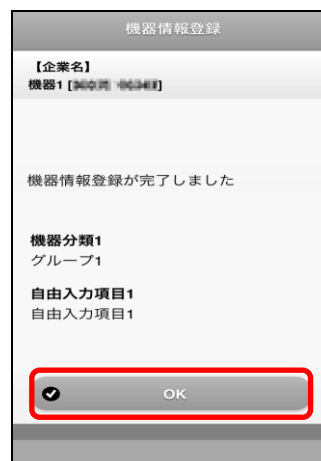 機器情報登録
【企業名】
機器1 [
機器情報登録が完了しました
機器分類1
グループ1
自由入力項目1
自由入力項目1
OK